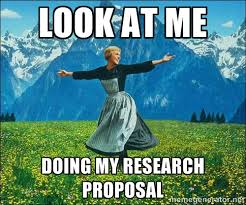 LOOK AT ME
DOING MY RESEARCH
PROPOSAL
memegenerator.net